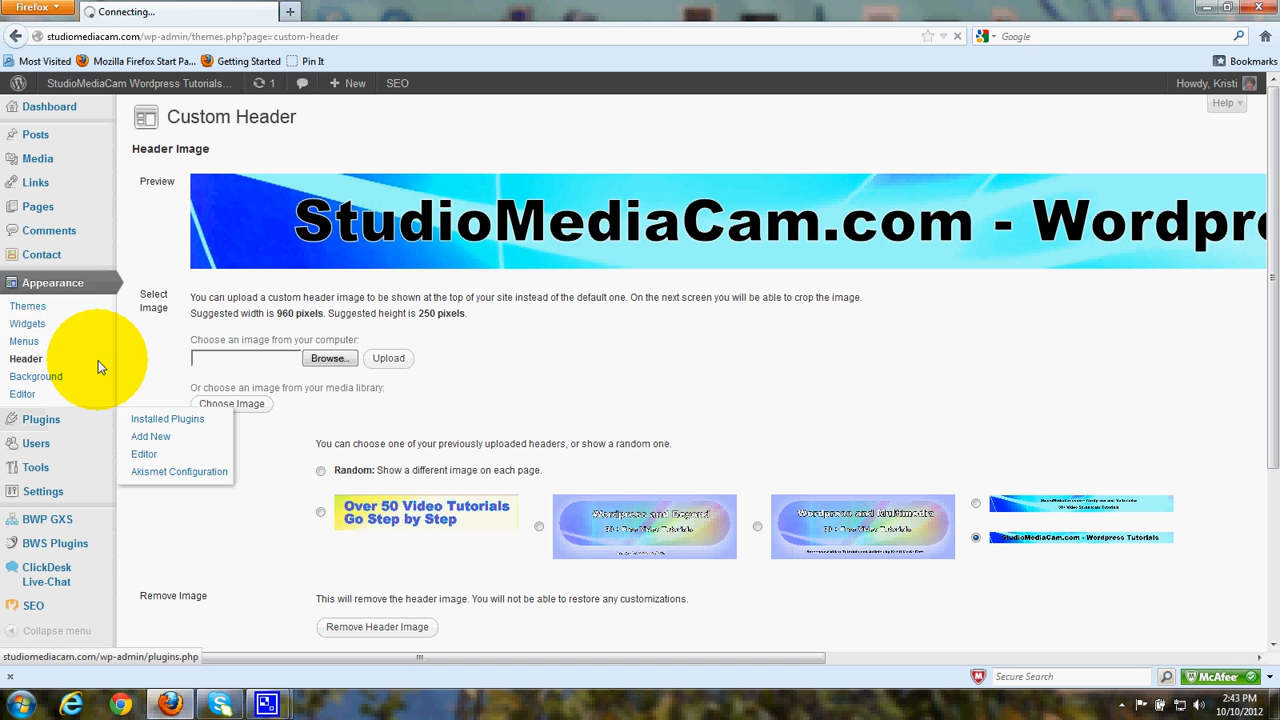 Firefox
Connecting...
studiomediacam.com/wp-admin/themes.php?page=custom-header
Google
Most Visited
Mozilla Firefox Start Pa...
Getting Started
Pin It
Bookmarks
StudioMediaCam Wordpress Tutorials...
1
New
SEO
Howdy, Kristi
Dashboard
Posts
Media
Links
Pages
Comments
Contact
Appearance
Themes
Widgets
Menus
Header
Background
Editor
Plugins
Users
Tools
Settings
BWP GXS
BWS Plugins
ClickDesk
Live-Chat
SEO
Collapse menu
Installed Plugins
Add New
Editor
Akismet Configuration
Help
Custom Header
Header Image
Preview
StudioMediaCam.com - Wordpre
Select
Image
You can upload a custom header image to be shown at the top of your site instead of the default one. On the next screen you will be able to crop the image.
Suggested width is 960 pixels. Suggested height is 250 pixels.
Choose an image from your computer:
Browse...
Upload
Or choose an image from your media library:
Choose Image
You can choose one of your previously uploaded headers, or show a random one.
Random: Show a different image on each page.
Over 50 Video Tutorials
Go Step by Step
Wordpress and Beyond
Wordpress and Multimedia
StudioMediaCam.com - Wordpress Tutorials
Remove Image
This will remove the header image. You will not be able to restore any customizations.
Remove Header Image
studiomediacam.com/wp-admin/plugins.php
Secure Search
McAfee
2:43 PM
10/10/2012